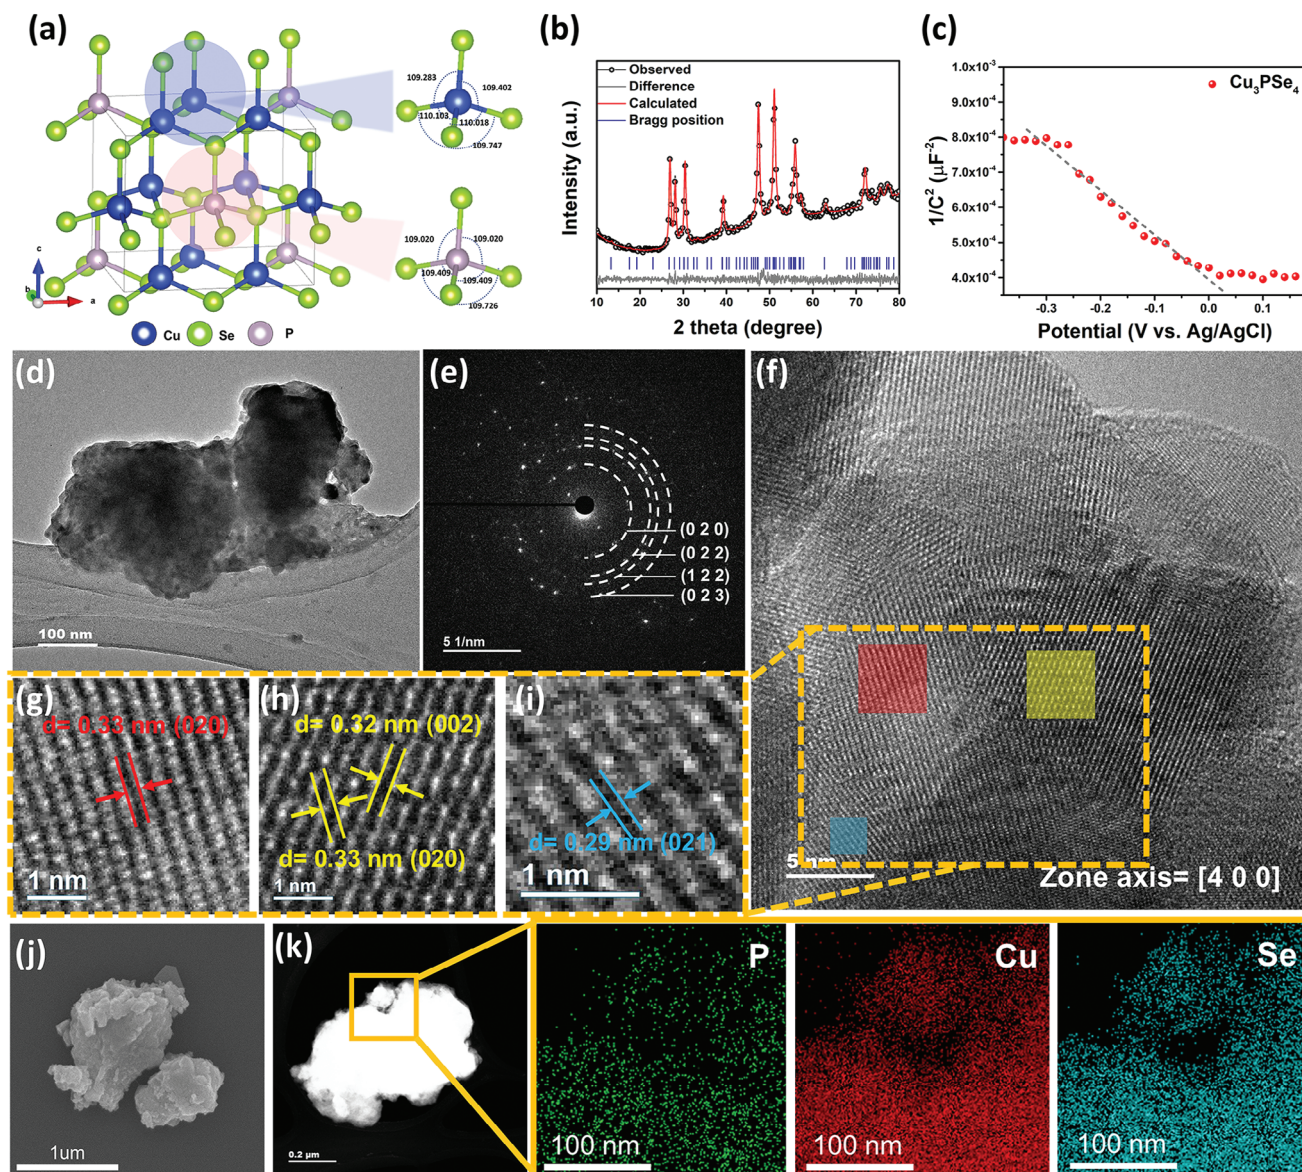 (a)
109.283
109.402
110.103
110.018
109.747
109.020
109.020
109.409
109.409
109.726
c
b
a
Cu
Se
P
(b)
Observed
Difference
Calculated
Bragg position
Intensity (a.u.)
10 20 30 40 50 60 70 80
2 theta (degree)
(c)
Cu₃PSe₄
1.0x10⁻³
9.0x10⁻⁴
8.0x10⁻⁴
7.0x10⁻⁴
6.0x10⁻⁴
5.0x10⁻⁴
4.0x10⁻⁴
1/C² (µF⁻²)
-0.3 -0.2 -0.1 0.0 0.1
Potential (V vs. Ag/AgCl)
(d)
100 nm
(e)
(0 2 0)
(0 2 2)
(1 2 2)
(0 2 3)
5 1/nm
(f)
5 nm
Zone axis= [4 0 0]
(g)
d= 0.33 nm (020)
1 nm
(h)
d= 0.32 nm (002)
d= 0.33 nm (020)
1 nm
(i)
d= 0.29 nm (021)
1 nm
(j)
1um
(k)
0.2 µm
P
100 nm
Cu
100 nm
Se
100 nm